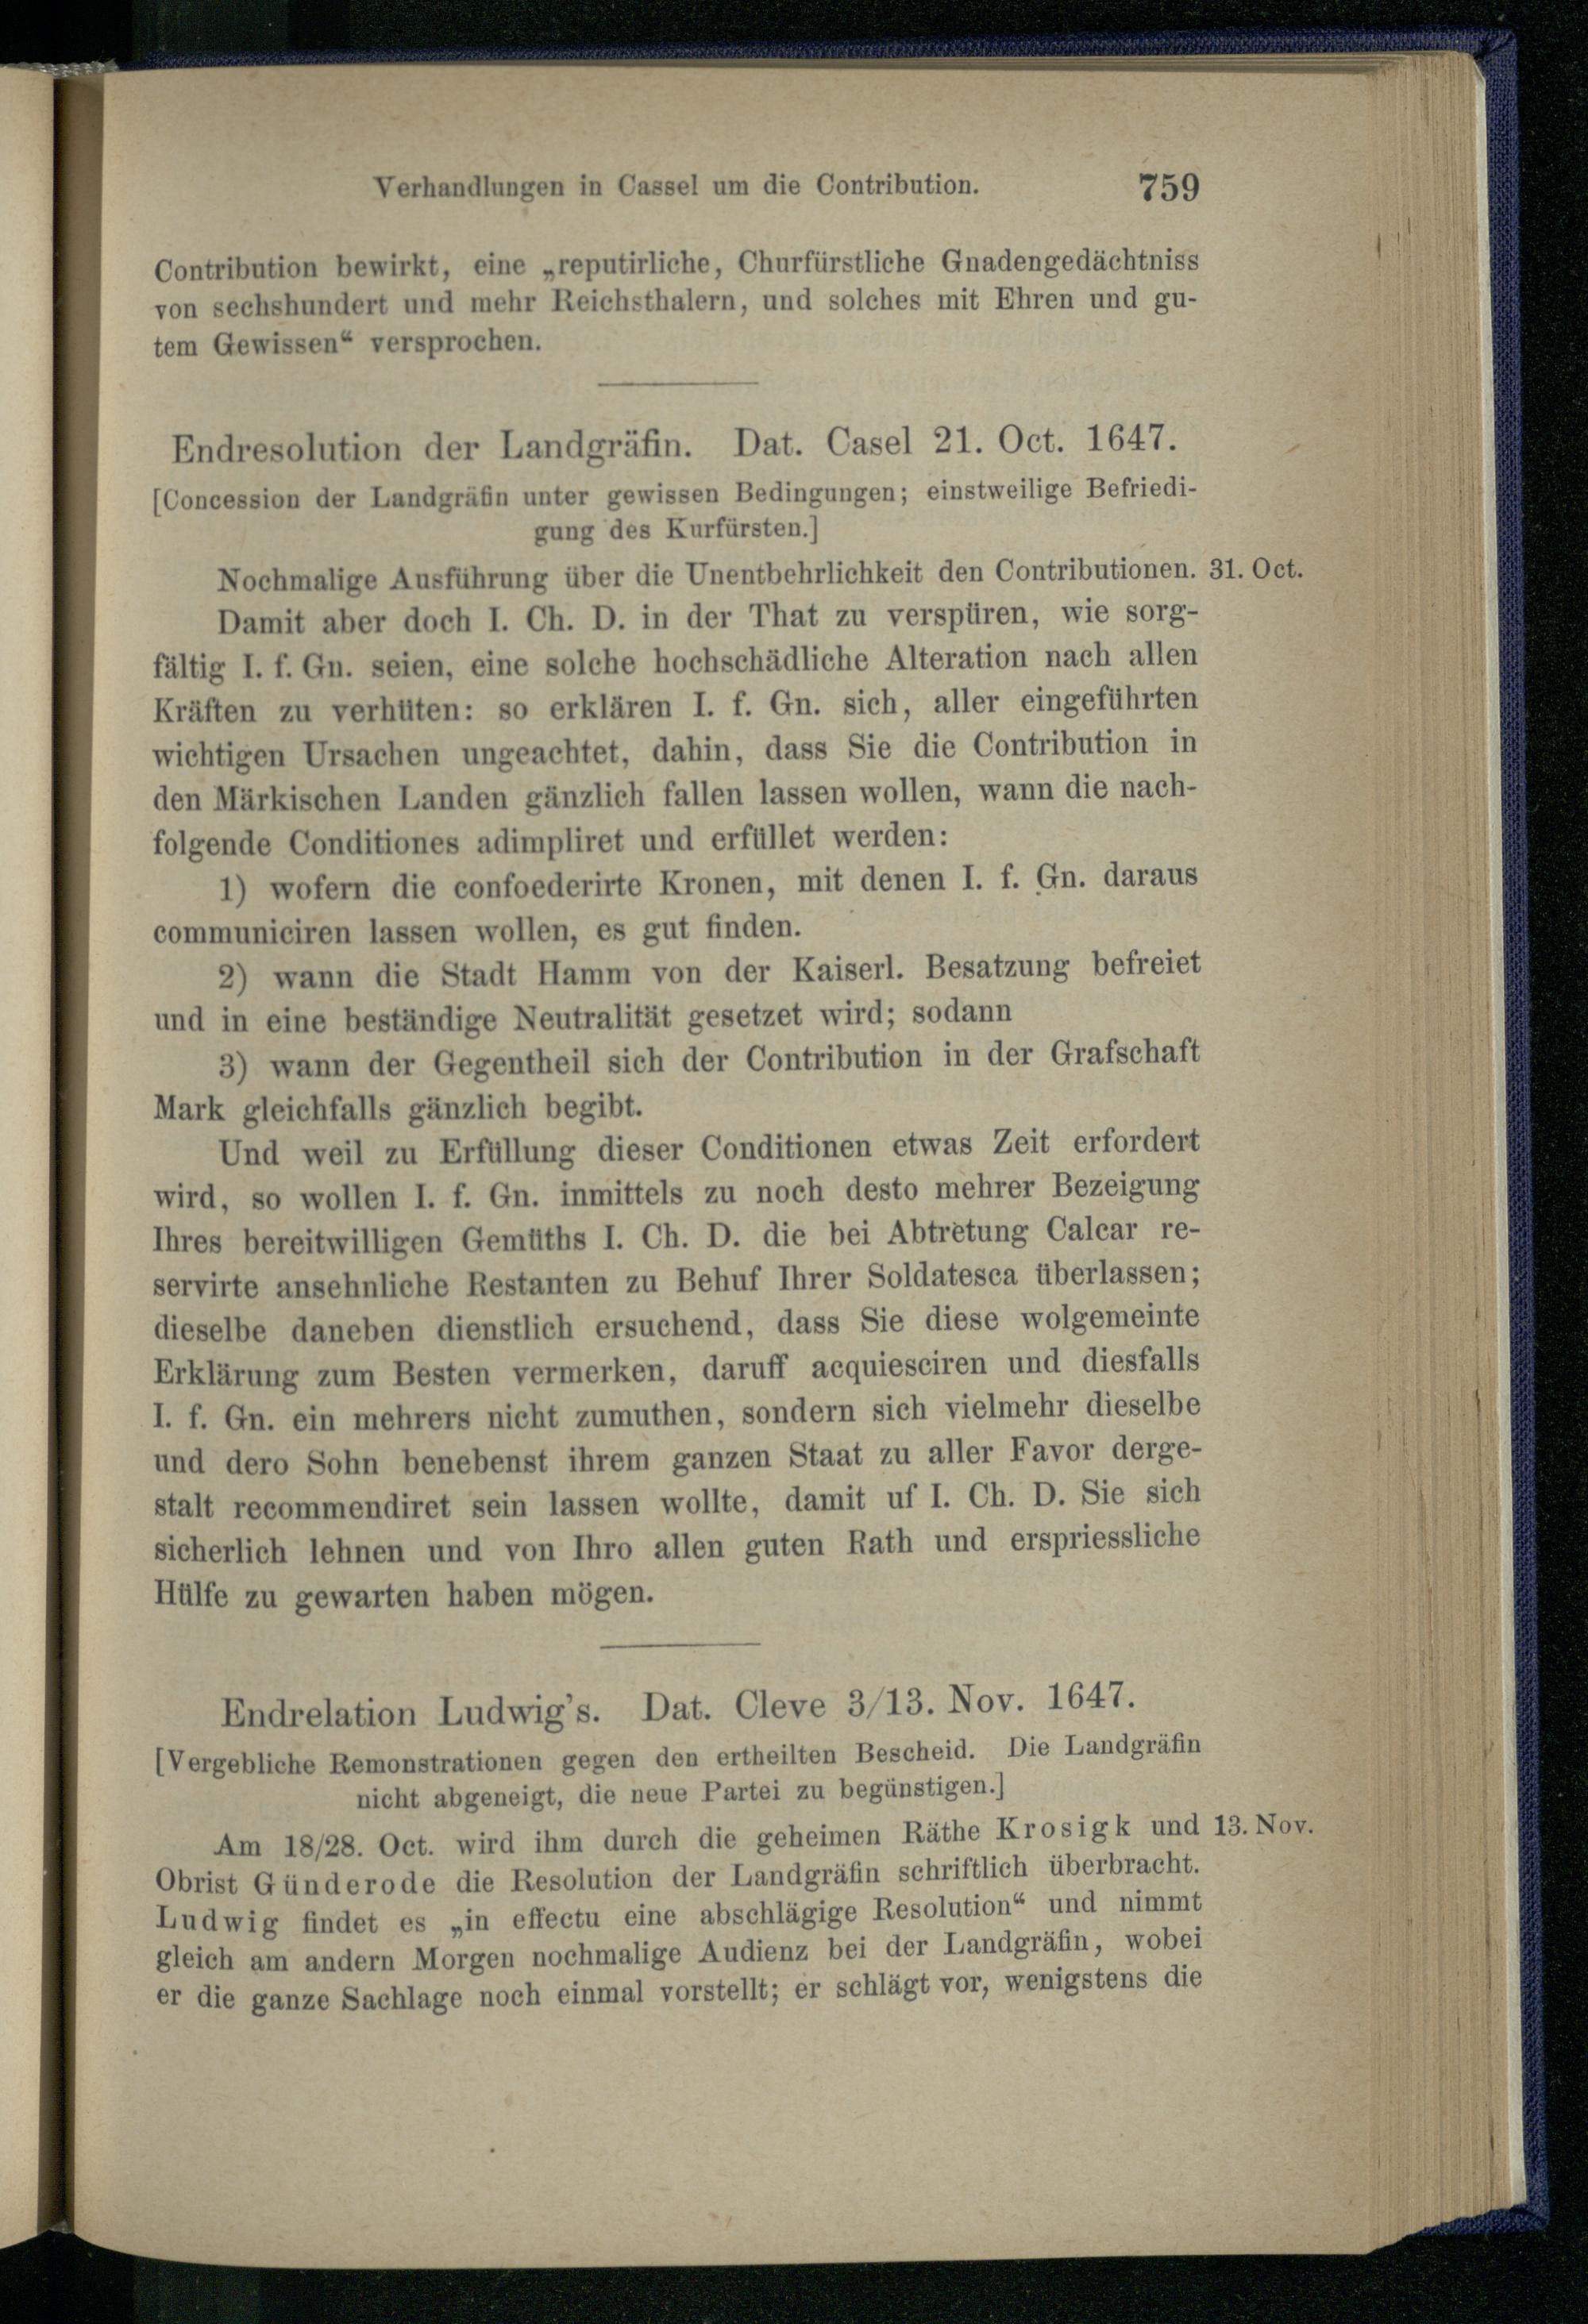 Verhandlungen in Cassel um die Contribution. 759
Contribution bewirkt, eine „reputirliche, Churfürstliche Gnadengedächtniss
von sechshundert und mehr Reichsthalern, und solches mit Ehren und gu-
tem Gewissen“ versprochen.
Endresolution der Landgräfin. Dat. Casel 21. Oct. 1647.
[Concession der Landgräfin unter gewissen Bedingungen; einstweilige Befriedi-
gung des Kurfürsten.]
Nochmalige Ausführung über die Unentbehrlichkeit den Contributionen. 31. Oct.
Damit aber doch I. Ch. D. in der That zu verspüren, wie sorg-
fältig I. f. Gn. seien, eine solche hochschädliche Alteration nach allen
Kräften zu verhüten: so erklären I. f. Gn. sich, aller eingeführten
wichtigen Ursachen ungeachtet, dahin, dass Sie die Contribution in
den Märkischen Landen gänzlich fallen lassen wollen, wann die nach-
folgende Conditiones adimpliret und erfüllet werden:
1) wofern die confoederirte Kronen, mit denen I. f. Gn. daraus
communiciren lassen wollen, es gut finden.
2) wann die Stadt Hamm von der Kaiserl. Besatzung befreiet
und in eine beständige Neutralität gesetzet wird; sodann
3) wann der Gegentheil sich der Contribution in der Grafschaft
Mark gleichfalls gänzlich begibt.
Und weil zu Erfüllung dieser Conditionen etwas Zeit erfordert
wird, so wollen I. f. Gn. inmittels zu noch desto mehrer Bezeigung
Ihres bereitwilligen Gemüths I. Ch. D. die bei Abtretung Calcar re-
servirte ansehnliche Restanten zu Behuf Ihrer Soldatesca überlassen;
dieselbe daneben dienstlich ersuchend, dass Sie diese wolgemeinte
Erklärung zum Besten vermerken, daruff acquiesciren und diesfalls
I. f. Gn. ein mehrers nicht zumuthen, sondern sich vielmehr dieselbe
und dero Sohn benebenst ihrem ganzen Staat zu aller Favor derge-
stalt recommendiret sein lassen wollte, damit uf I. Ch. D. Sie sich
sicherlich lehnen und von Ihro allen guten Rath und erspriessliche
Hülfe zu gewarten haben mögen.
Endrelation Ludwig's. Dat. Cleve 3/13. Nov. 1647.
[Vergebliche Remonstrationen gegen den ertheilten Bescheid. Die Landgräfin
nicht abgeneigt, die neue Partei zu begünstigen.]
Am 18/28. Oct. wird ihm durch die geheimen Räthe Krosigk und 13. Nov.
Obrist Günderode die Resolution der Landgräfin schriftlich überbracht.
Ludwig findet es „in effectu eine abschlägige Resolution“ und nimmt
gleich am andern Morgen nochmalige Audienz bei der Landgräfin, wobei
er die ganze Sachlage noch einmal vorstellt; er schlägt vor, wenigstens die